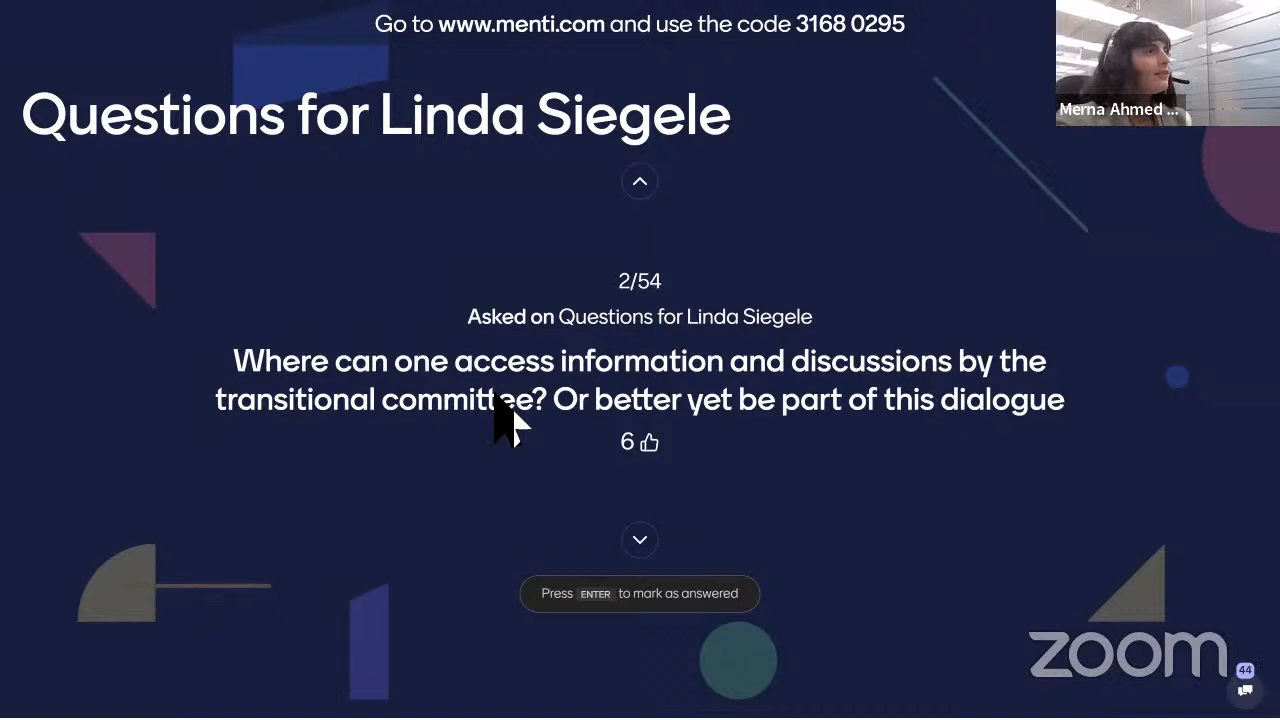 Go to www.menti.com and use the code 3168 0295
Merna Ahmed ...
Questions for Linda Siegele
2/54
Asked on Questions for Linda Siegele
Where can one access information and discussions by the
transitional committee? Or better yet be part of this dialogue
6
Press ENTER to mark as answered
zoom
44